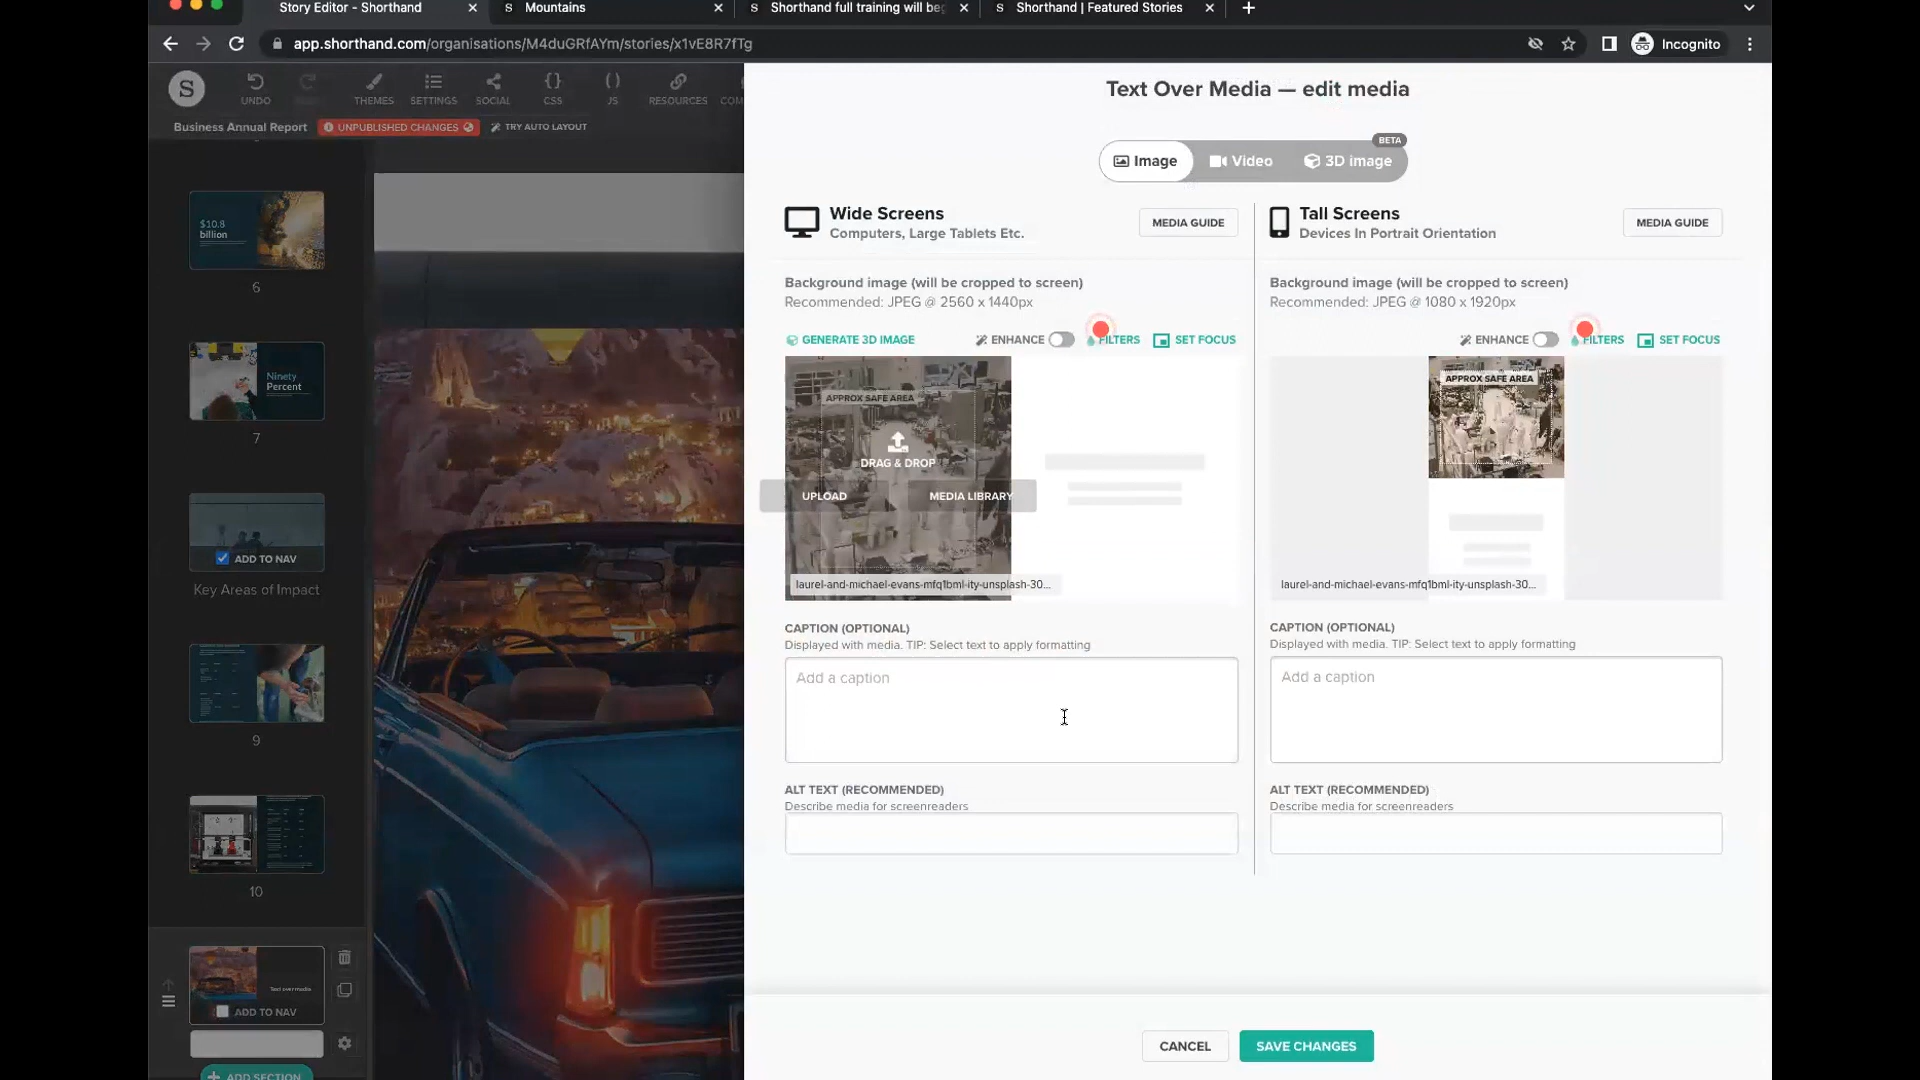 Story Editor - Shorthand
S Mountains
S Shorthand full training will be
S Shorthand | Featured Stories
app.shorthand.com/organisations/M4duGRfAYm/stories/x1vE8R7fTg
Incognito
S
UNDO
THEMES
SETTINGS
SOCIAL
CSS
JS
RESOURCES
COM
Business Annual Report
UNPUBLISHED CHANGES
TRY AUTO LAYOUT
$10.8
billion
6
Ninety
Percent
7
ADD TO NAV
Key Areas of Impact
9
10
Text over media
ADD TO NAV
ADD SECTION
Text Over Media — edit media
BETA
Image
Video
3D image
Wide Screens
Computers, Large Tablets Etc.
MEDIA GUIDE
Background image (will be cropped to screen)
Recommended: JPEG @ 2560 x 1440px
GENERATE 3D IMAGE
ENHANCE
FILTERS
SET FOCUS
APPROX SAFE AREA
DRAG & DROP
UPLOAD
MEDIA LIBRARY
laurel-and-michael-evans-mfq1bml-ity-unsplash-30...
CAPTION (OPTIONAL)
Displayed with media. TIP: Select text to apply formatting
Add a caption
ALT TEXT (RECOMMENDED)
Describe media for screenreaders
Tall Screens
Devices In Portrait Orientation
MEDIA GUIDE
Background image (will be cropped to screen)
Recommended: JPEG @ 1080 x 1920px
ENHANCE
FILTERS
SET FOCUS
APPROX SAFE AREA
laurel-and-michael-evans-mfq1bml-ity-unsplash-30...
CAPTION (OPTIONAL)
Displayed with media. TIP: Select text to apply formatting
Add a caption
ALT TEXT (RECOMMENDED)
Describe media for screenreaders
CANCEL
SAVE CHANGES